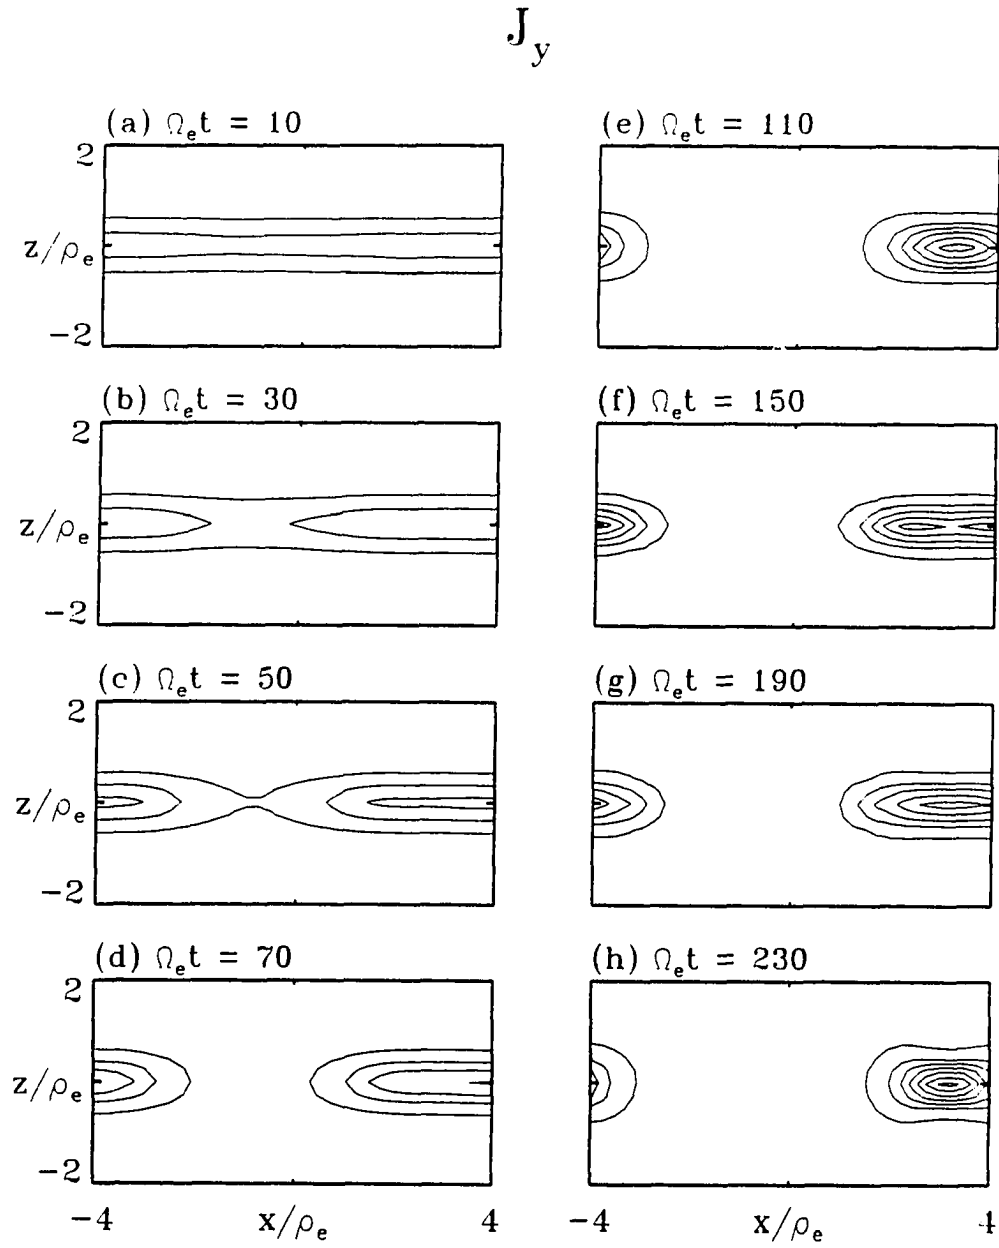 J_y
(a) Ω_e t = 10
2
z/ρ_e
−2
(b) Ω_e t = 30
2
z/ρ_e
−2
(c) Ω_e t = 50
2
z/ρ_e
−2
(d) Ω_e t = 70
2
z/ρ_e
−2
−4 x/ρ_e 4
(e) Ω_e t = 110
(f) Ω_e t = 150
(g) Ω_e t = 190
(h) Ω_e t = 230
−4 x/ρ_e 4